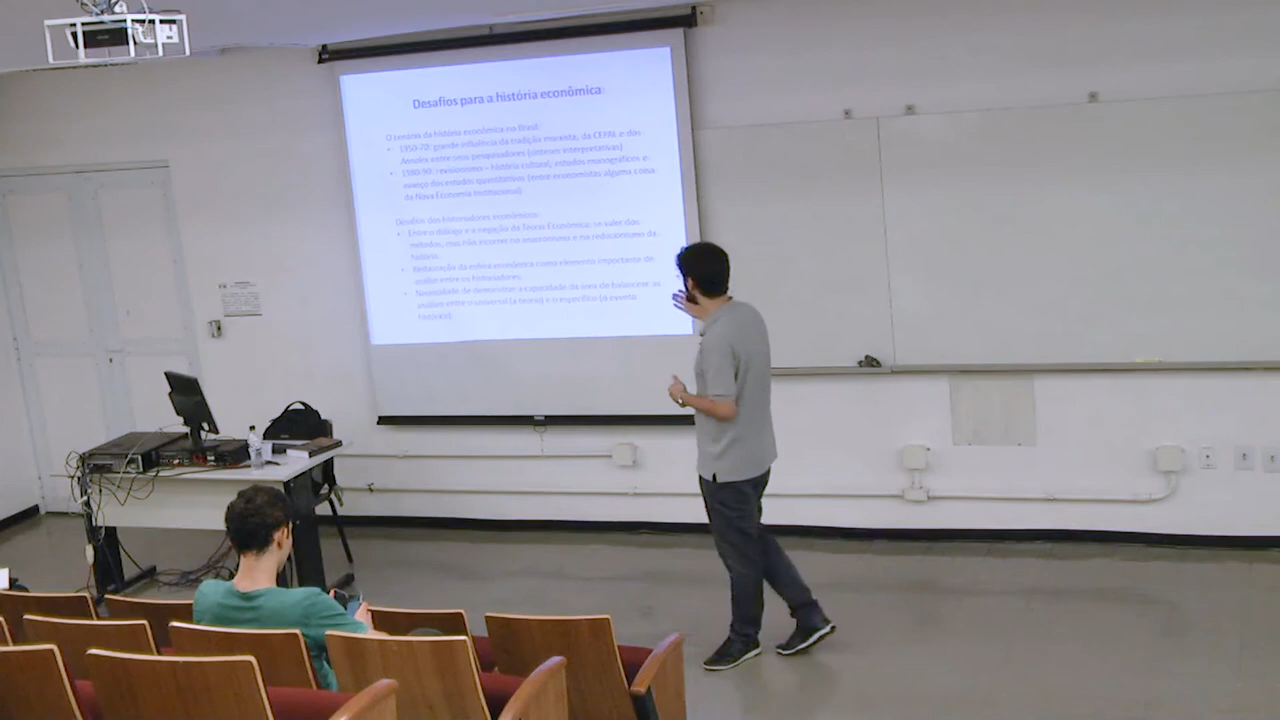 Desafios para a história econômica
O cenário da história econômica no Brasil:
• 1950-70: grande influência da tradição marxista, da CEPAL e dos
Annales entre seus pesquisadores (sínteses interpretativas)
• 1980-90: revisionismo – história cultural; estudos monográficos e
avanço dos estudos quantitativos (entre economistas alguma coisa
da Nova Economia Institucional)
Desafios dos historiadores econômicos:
• Entre o diálogo e a negação da Teoria Econômica: se valer dos
métodos, mas não incorrer no anacronismo e no reducionismo da
história.
• Restauração da esfera econômica como elemento importante de
análise entre os historiadores.
• Necessidade de demonstrar a capacidade da área de balancear as
análises entre o universal (a teoria) e o específico (o evento
histórico).